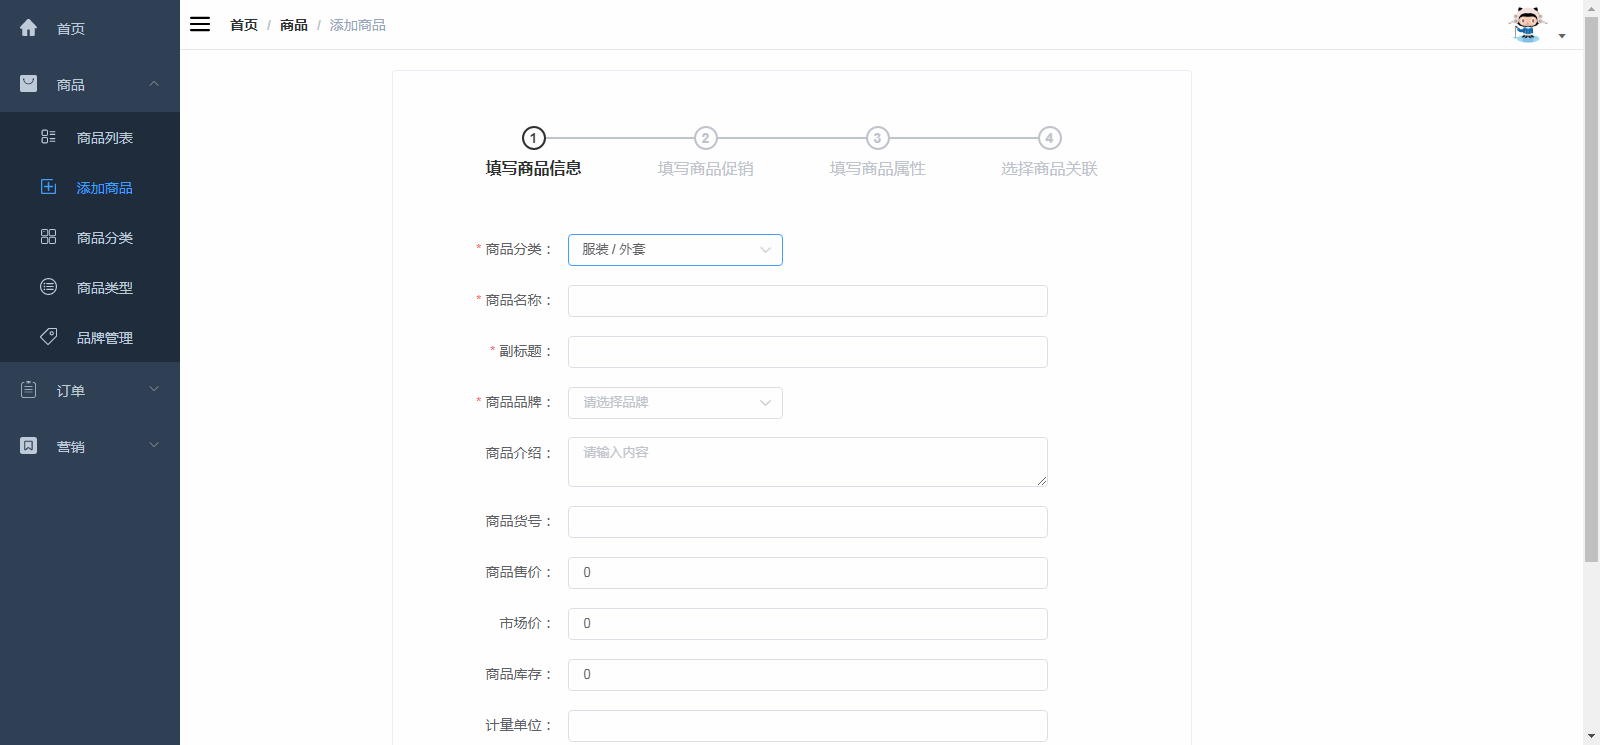 首页
商品
商品列表
添加商品
商品分类
商品类型
品牌管理
订单
营销
首页 / 商品 / 添加商品
1 2 3 4
填写商品信息 填写商品促销 填写商品属性 选择商品关联
* 商品分类： 服装 / 外套
* 商品名称：
* 副标题：
* 商品品牌： 请选择品牌
商品介绍： 请输入内容
商品货号：
商品售价： 0
市场价： 0
商品库存： 0
计量单位：